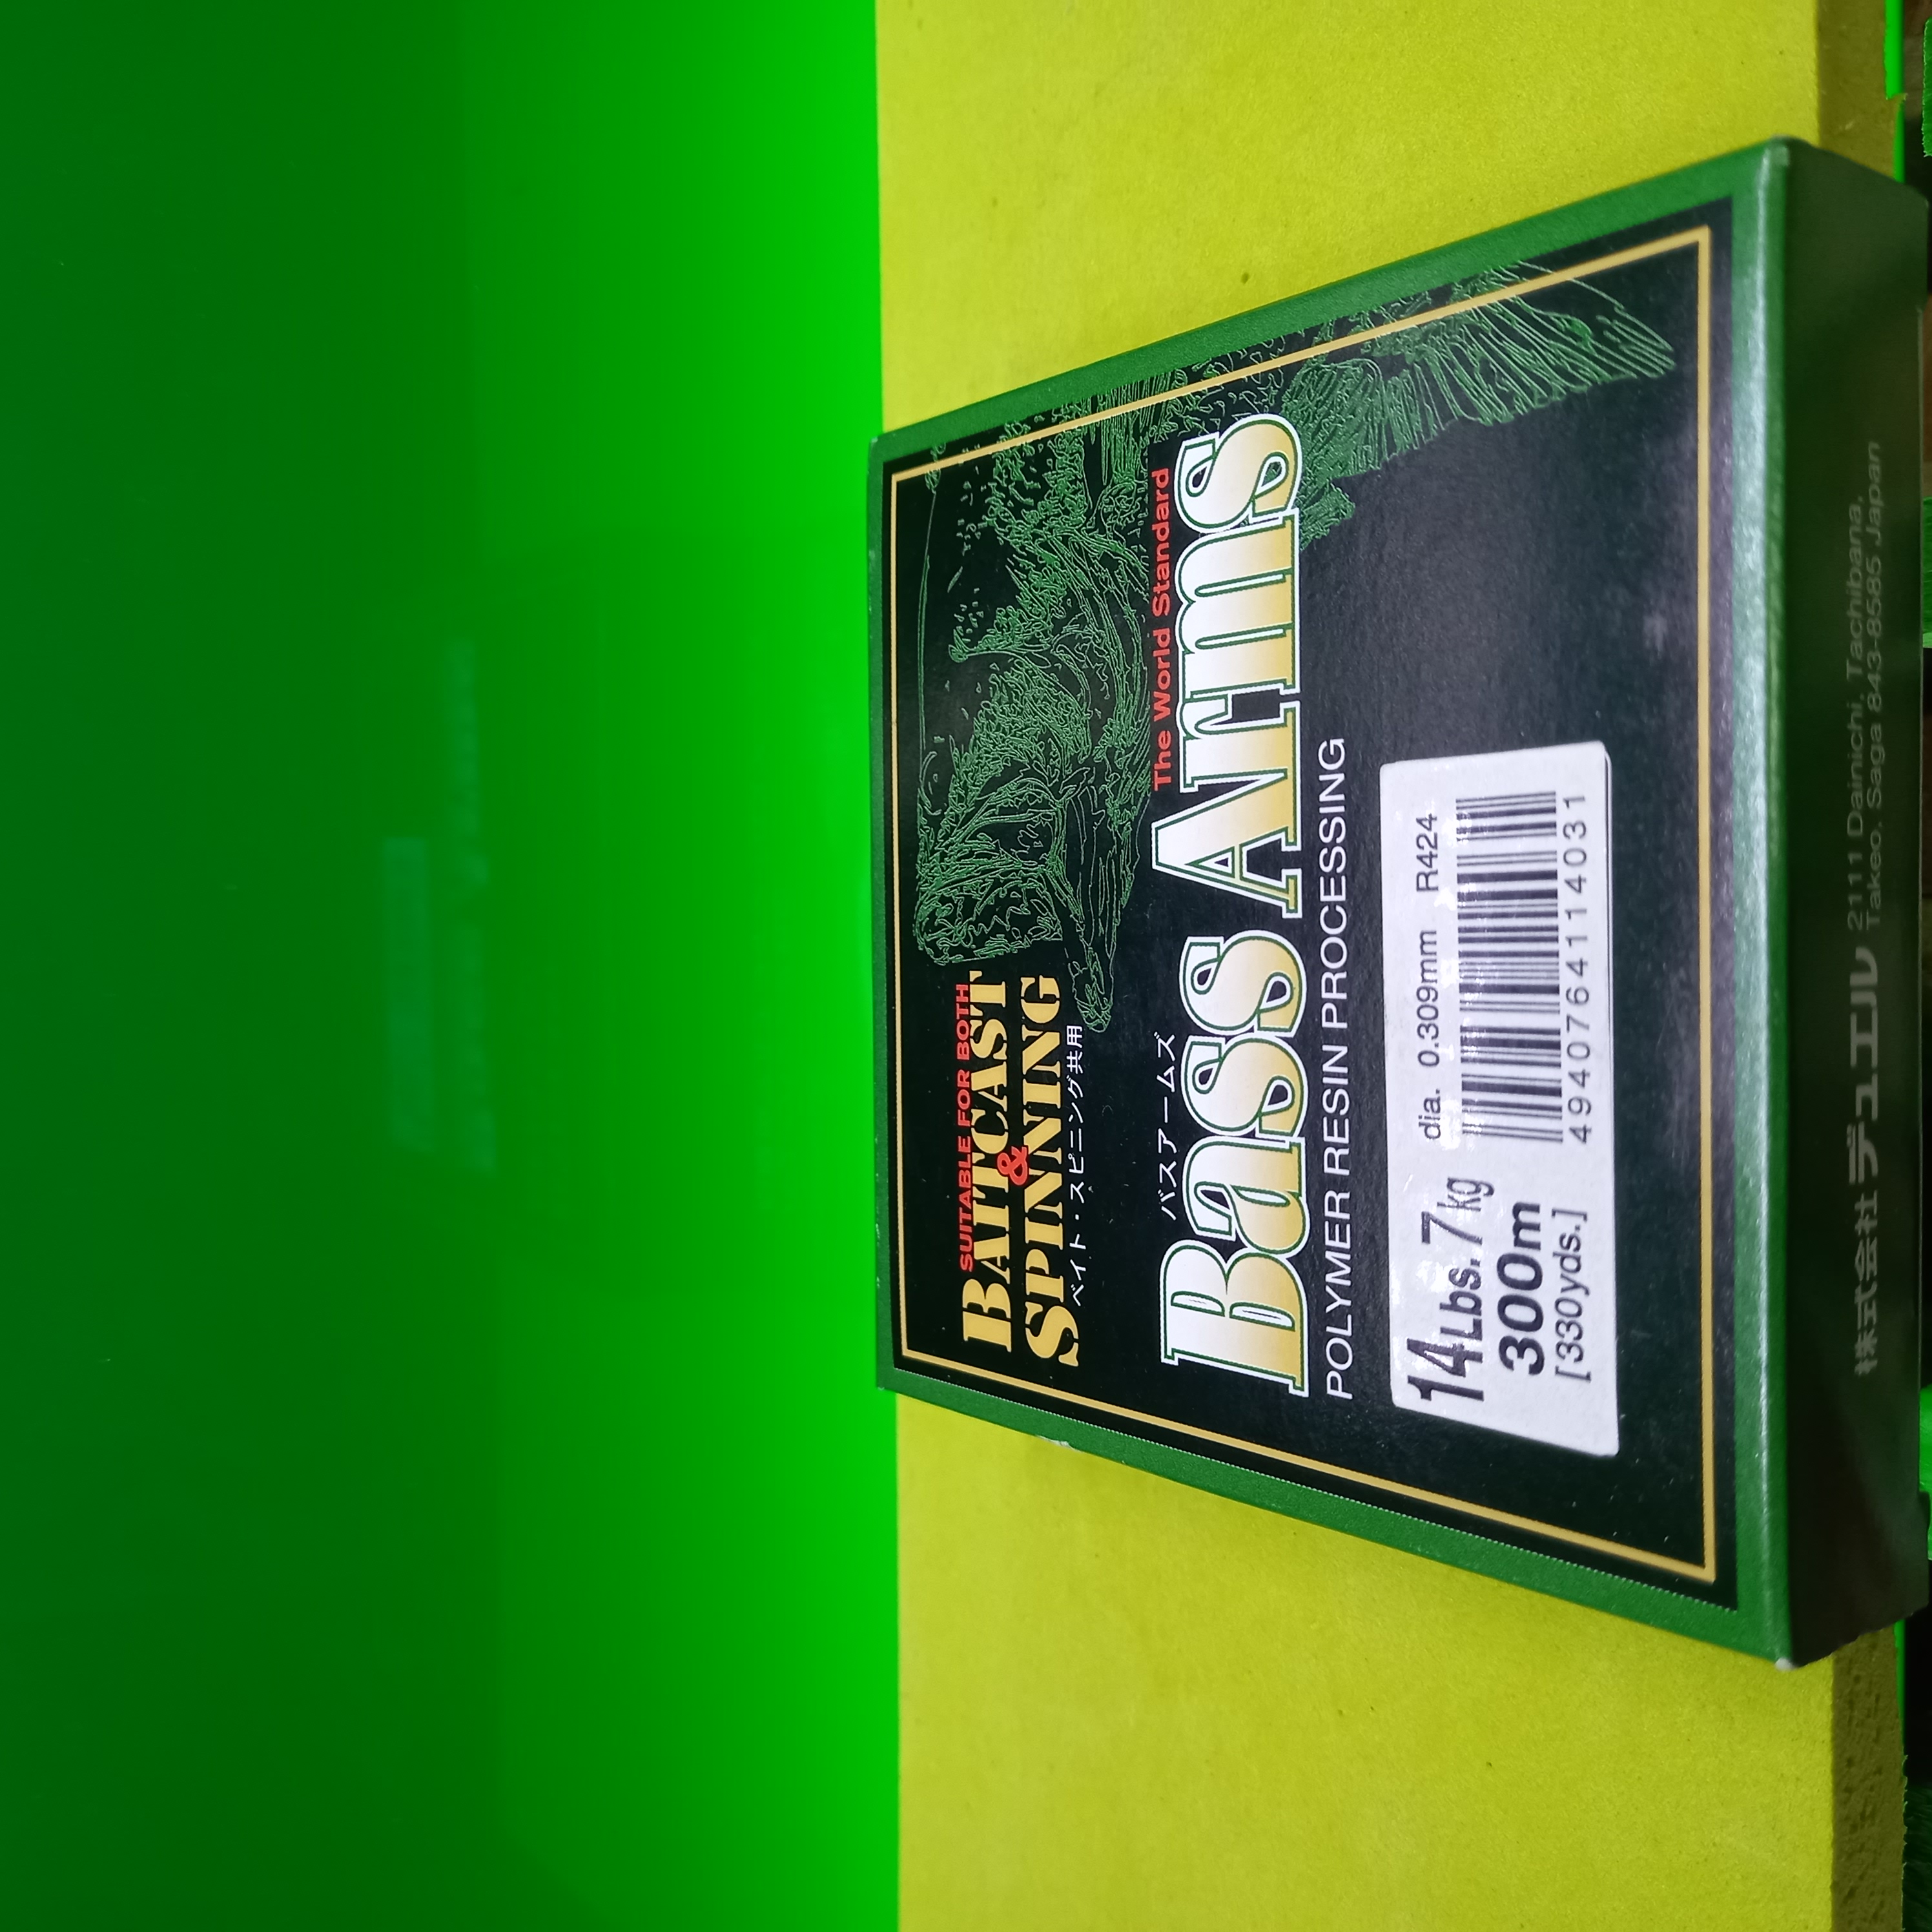 SUITABLE FOR BOTH
BAITCAST
&
SPINNING
ベイト・スピニング共用
The World Standard
バスアームズ
Bass Arms
POLYMER RESIN PROCESSING
14Lbs.7kg dia. 0.309mm R424
300m
[330yds.]
4940764114031
株式会社デュエル 2111 Dainichi, Tachibana,
Takeo. Saga 843-8585 Japan